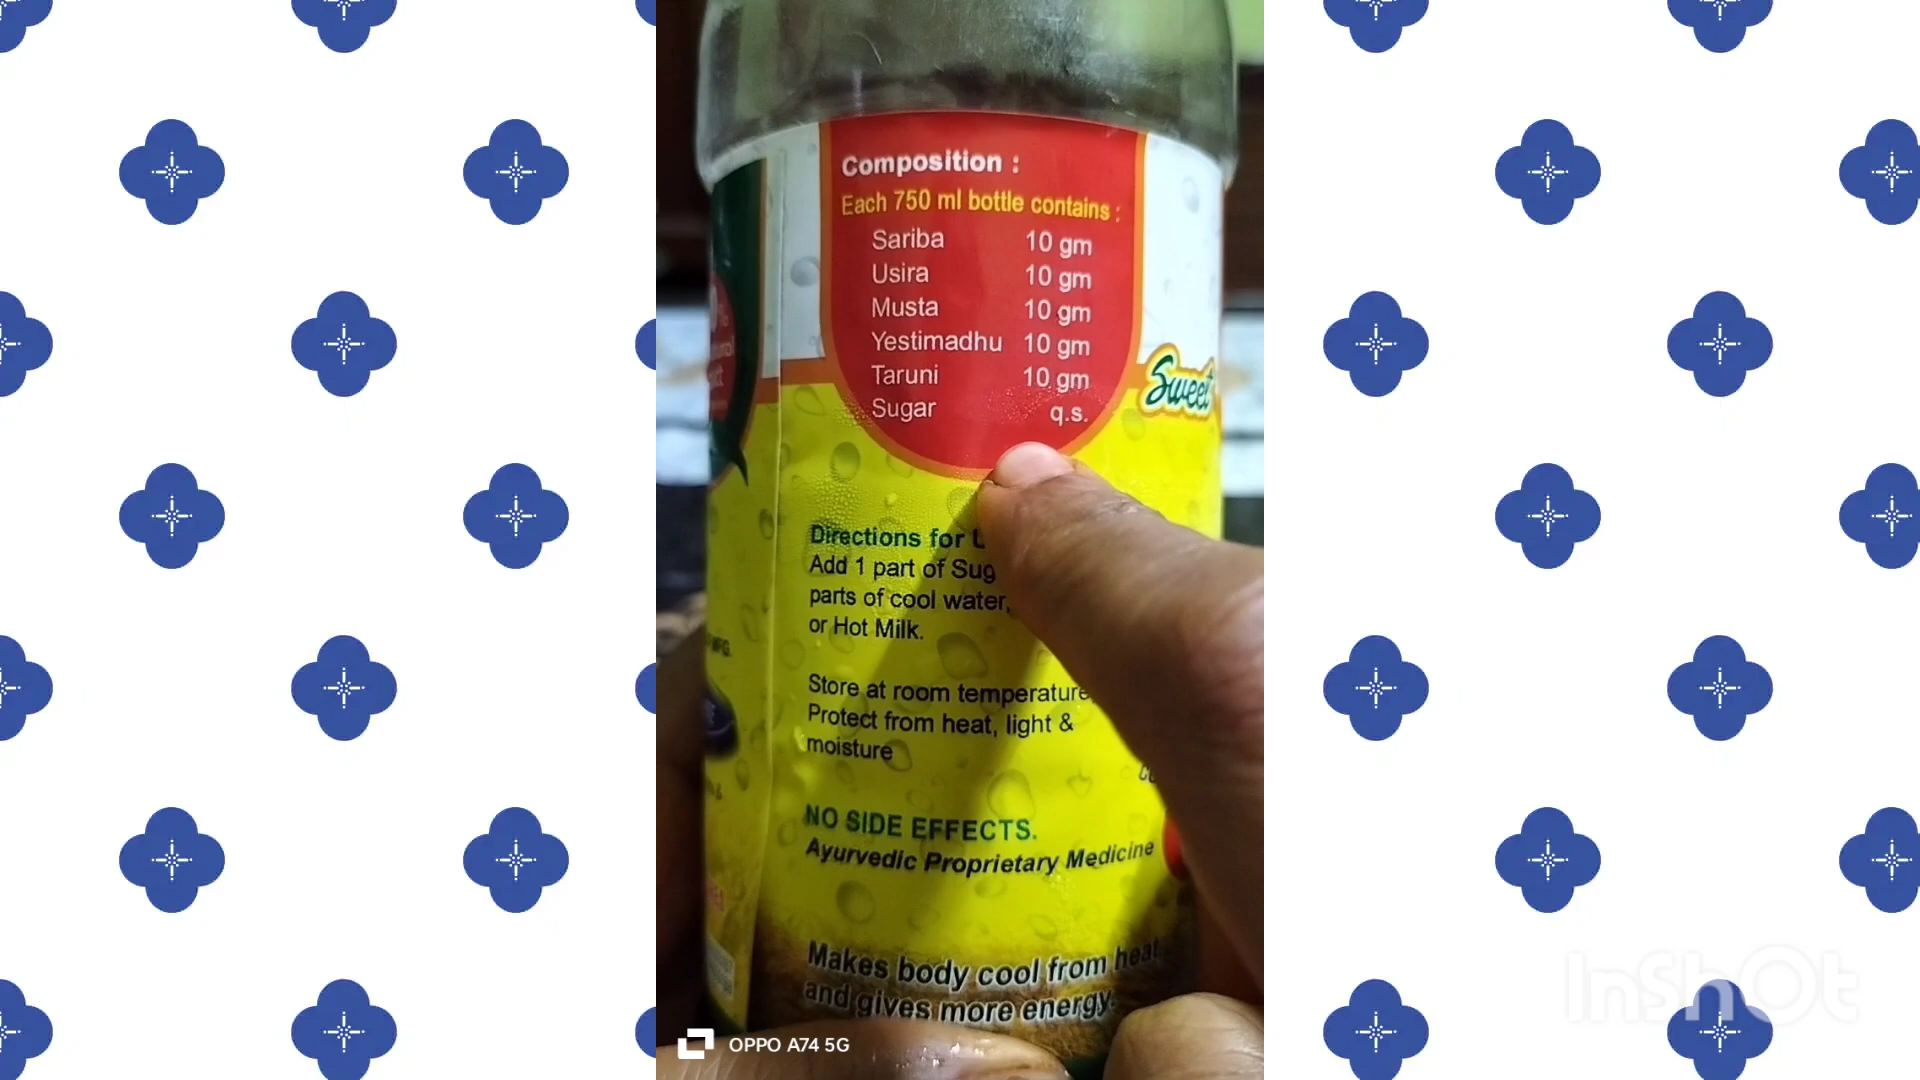 Composition :
Each 750 ml bottle contains :
Sariba 10 gm
Usira 10 gm
Musta 10 gm
Yestimadhu 10 gm
Taruni 10 gm
Sugar q.s.
Sweet
Directions for
Add 1 part of
parts of cool water,
or Hot Milk.
Store at room temperature
Protect from heat, light &
moisture
NO SIDE EFFECTS.
Ayurvedic Proprietary Medicine
Makes body cool from heat
and gives more energy.
OPPO A74 5G
InShOt